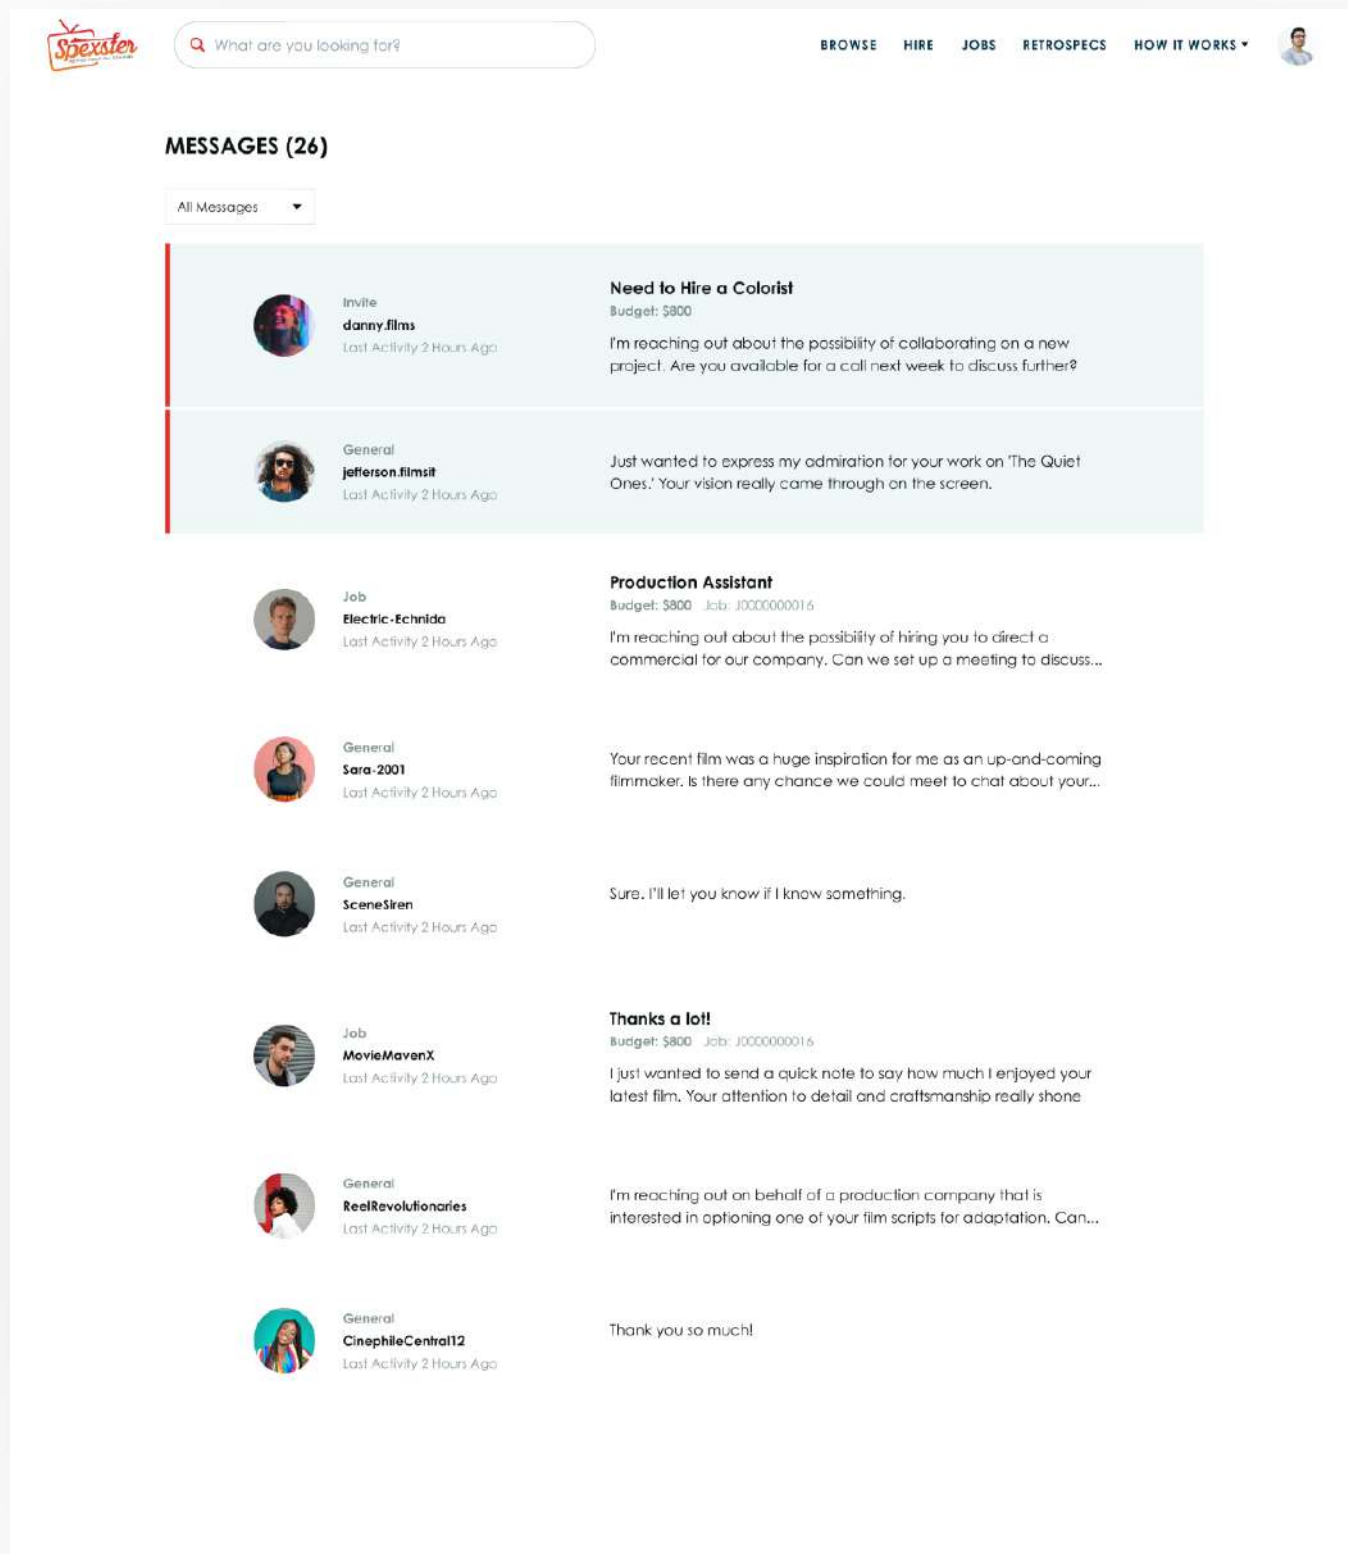 Spexster
What are you looking for?
BROWSE HIRE JOBS RETROSPECS HOW IT WORKS
MESSAGES (26)
All Messages
Invite
danny.films
Last Activity 2 Hours Ago
Need to Hire a Colorist
Budget: $800
I'm reaching out about the possibility of collaborating on a new
project. Are you available for a call next week to discuss further?
General
jefferson.filmsit
Last Activity 2 Hours Ago
Just wanted to express my admiration for your work on 'The Quiet
Ones.' Your vision really came through on the screen.
Job
Electric-Echnida
Last Activity 2 Hours Ago
Production Assistant
Budget: $800 Job: J0000000016
I'm reaching out about the possibility of hiring you to direct a
commercial for our company. Can we set up a meeting to discuss...
General
Sara-2001
Last Activity 2 Hours Ago
Your recent film was a huge inspiration for me as an up-and-coming
filmmaker. Is there any chance we could meet to chat about your...
General
SceneSiren
Last Activity 2 Hours Ago
Sure. I'll let you know if I know something.
Job
MovieMavenX
Last Activity 2 Hours Ago
Thanks a lot!
Budget: $800 Job: J0000000016
I just wanted to send a quick note to say how much I enjoyed your
latest film. Your attention to detail and craftsmanship really shone
General
ReelRevolutionaries
Last Activity 2 Hours Ago
I'm reaching out on behalf of a production company that is
interested in optioning one of your film scripts for adaptation. Can...
General
CinephileCentral12
Last Activity 2 Hours Ago
Thank you so much!